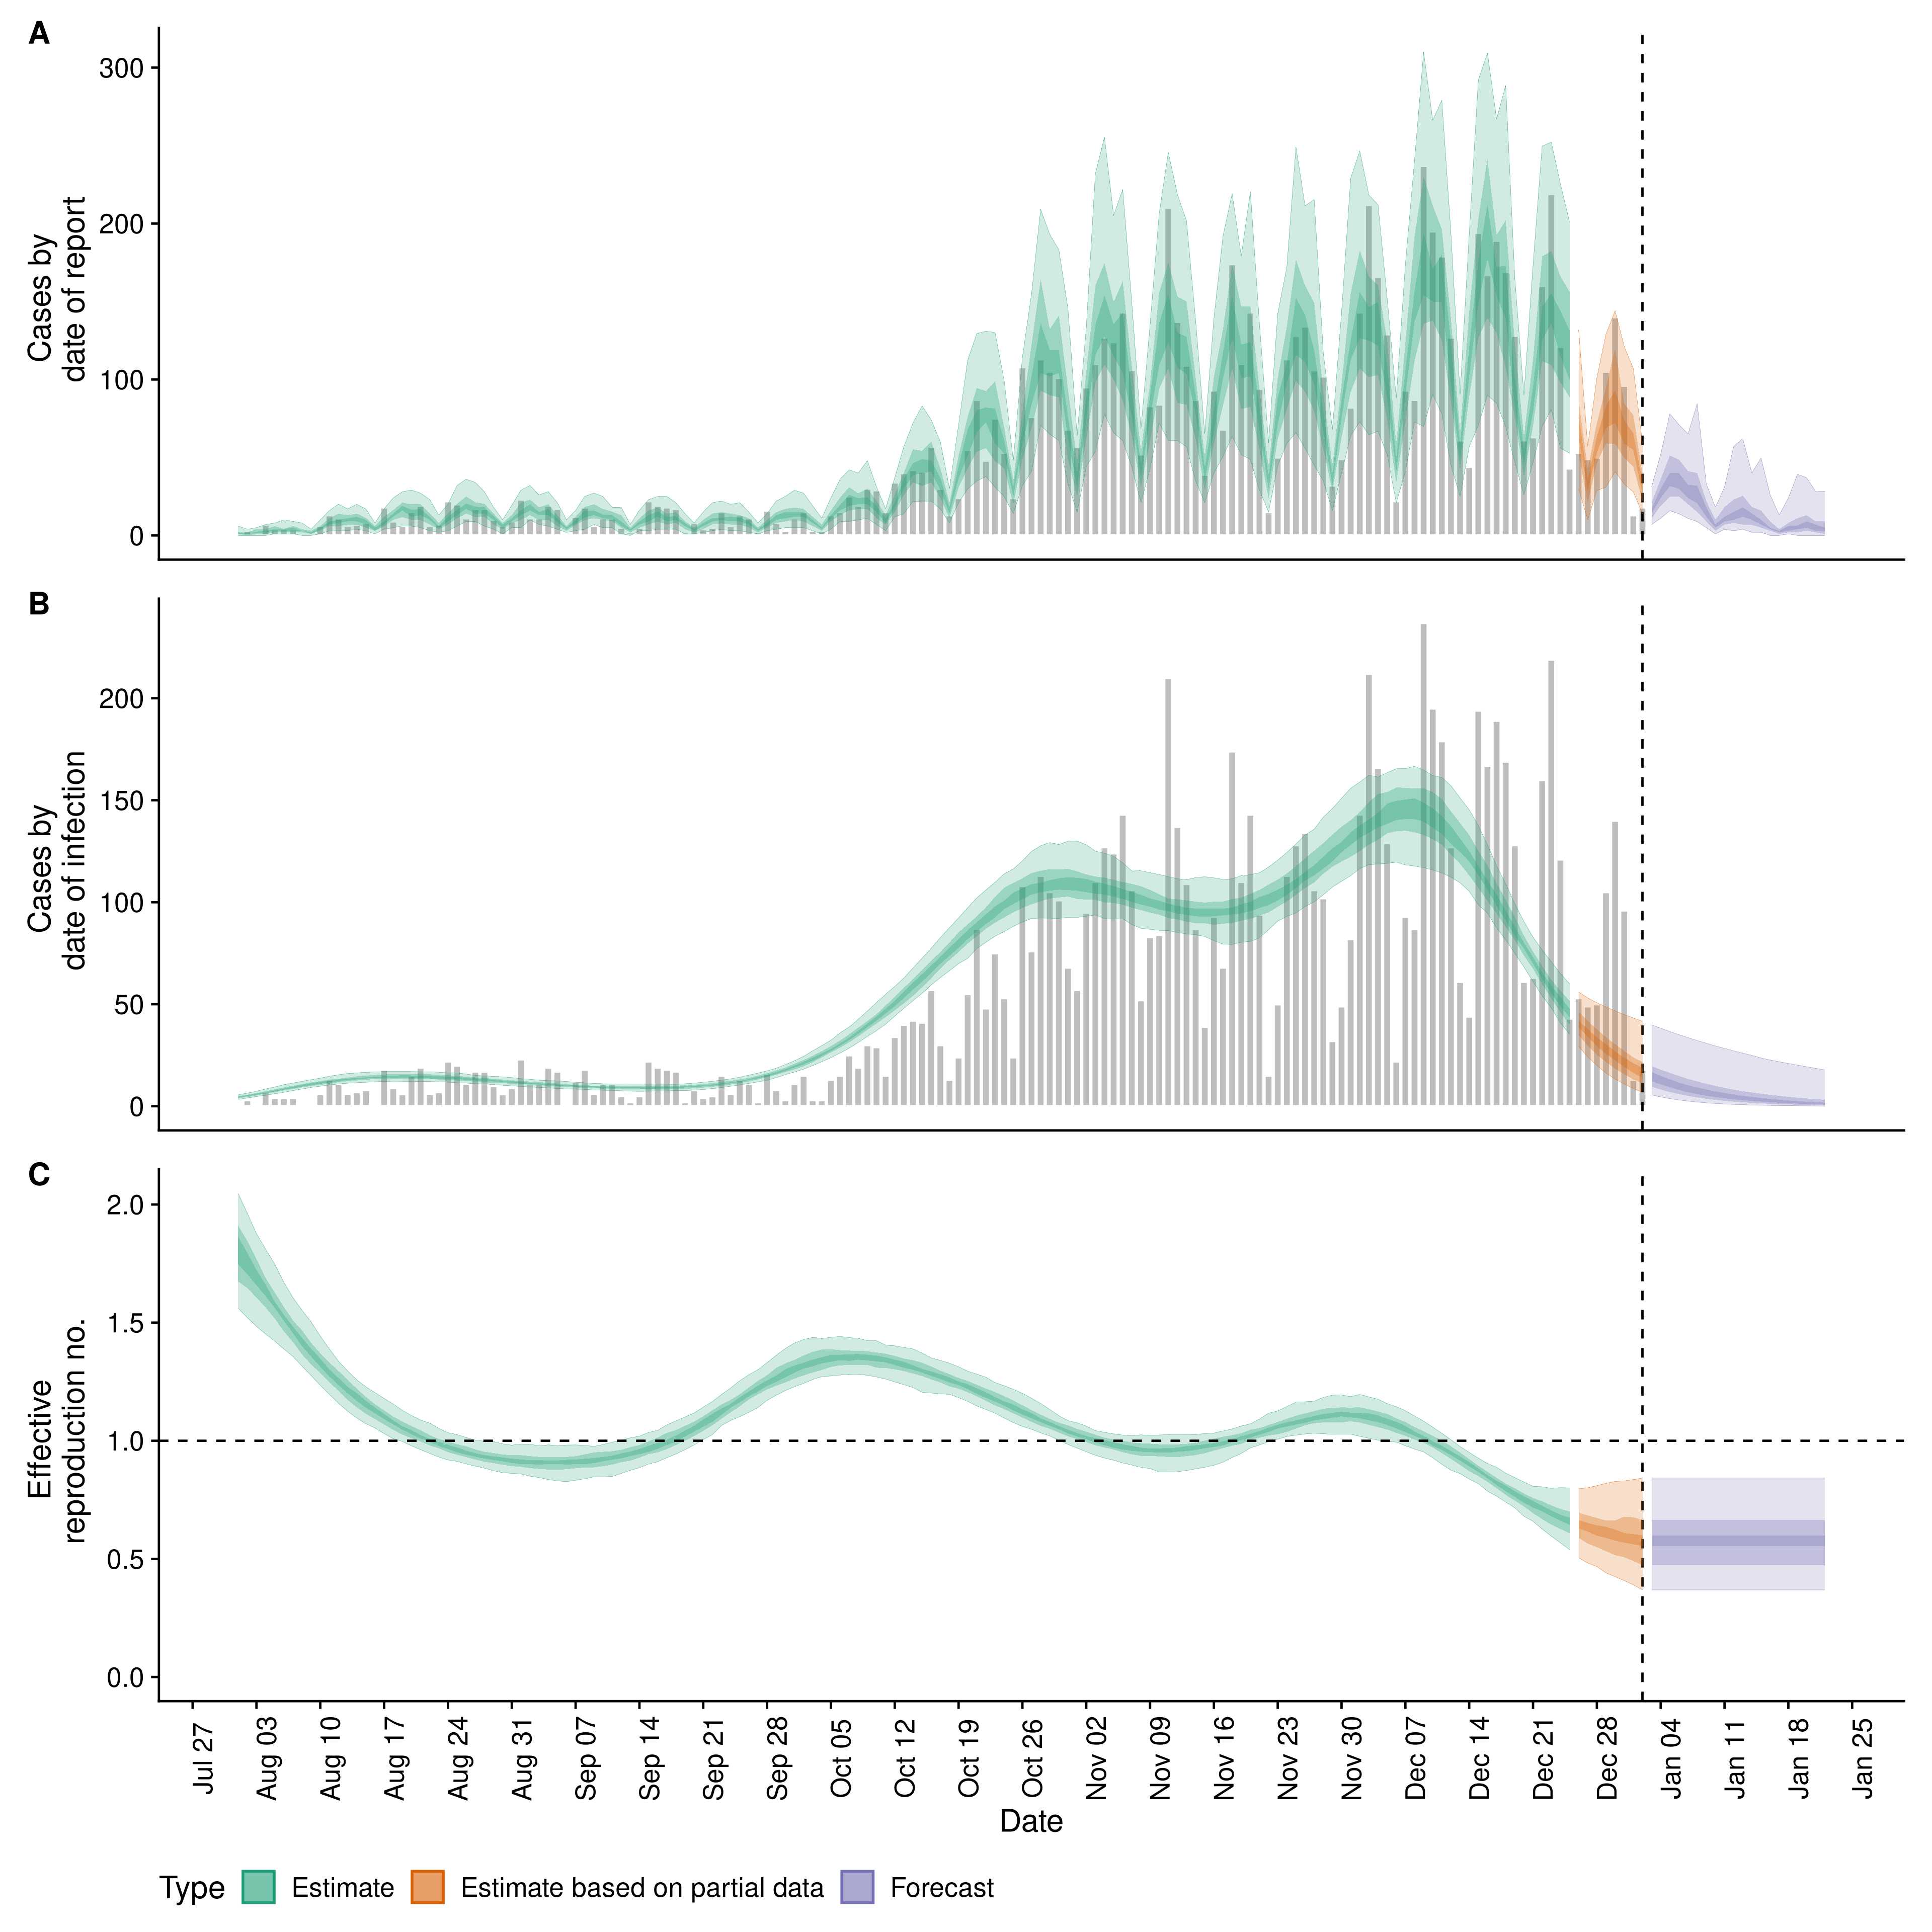 A
Cases by
date of report
300
200
100
0
B
Cases by
date of infection
200
150
100
50
0
C
Effective
reproduction no.
2.0
1.5
1.0
0.5
0.0
Jul 27
Aug 03
Aug 10
Aug 17
Aug 24
Aug 31
Sep 07
Sep 14
Sep 21
Sep 28
Oct 05
Oct 12
Oct 19
Oct 26
Nov 02
Nov 09
Nov 16
Nov 23
Nov 30
Dec 07
Dec 14
Dec 21
Dec 28
Jan 04
Jan 11
Jan 18
Jan 25
Date
Type Estimate Estimate based on partial data Forecast